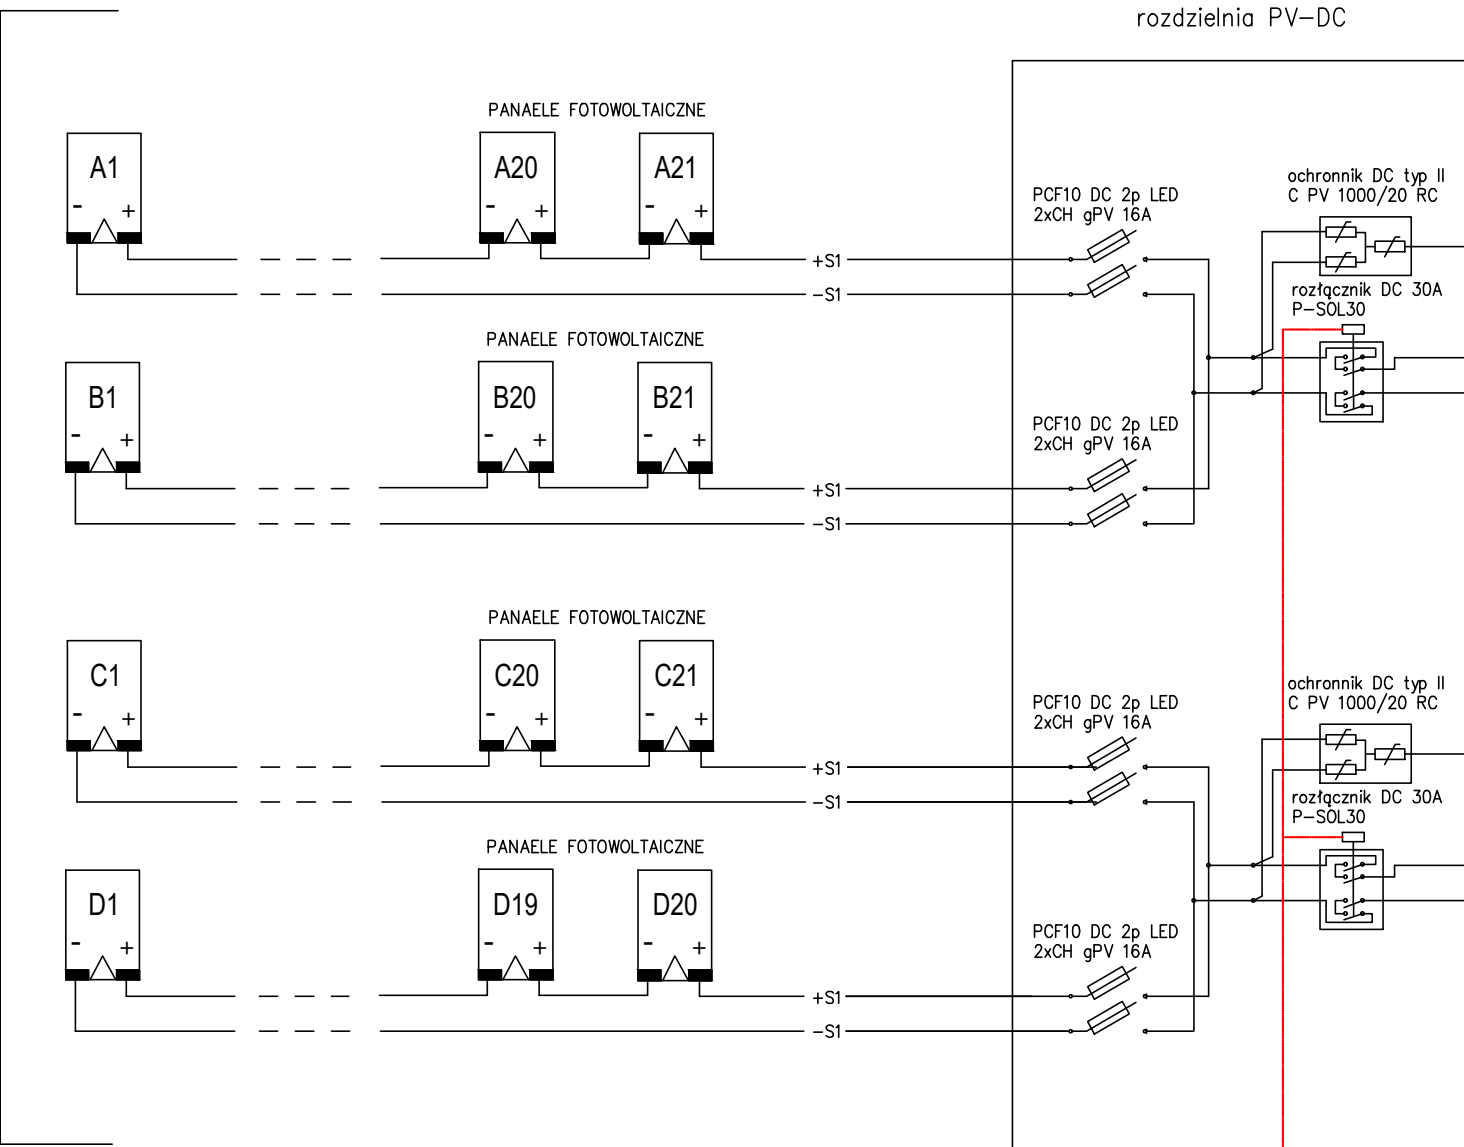 rozdzielnia PV-DC
PANAELE FOTOWOLTAICZNE
A1
- +
A20
- +
A21
- +
+S1
-S1
PCF10 DC 2p LED
2xCH gPV 16A
ochronnik DC typ II
C PV 1000/20 RC
rozłącznik DC 30A
P-SOL30
PANAELE FOTOWOLTAICZNE
B1
- +
B20
- +
B21
- +
+S1
-S1
PCF10 DC 2p LED
2xCH gPV 16A
PANAELE FOTOWOLTAICZNE
C1
- +
C20
- +
C21
- +
+S1
-S1
PCF10 DC 2p LED
2xCH gPV 16A
ochronnik DC typ II
C PV 1000/20 RC
rozłącznik DC 30A
P-SOL30
PANAELE FOTOWOLTAICZNE
D1
- +
D19
- +
D20
- +
+S1
-S1
PCF10 DC 2p LED
2xCH gPV 16A